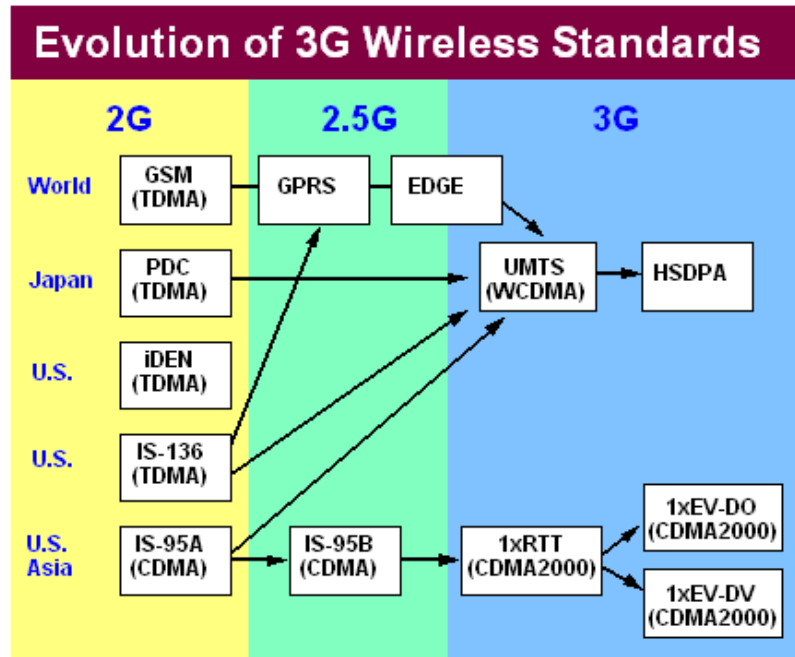 Evolution of 3G Wireless Standards
2G
2.5G
3G
World
GSM
(TDMA)
GPRS
EDGE
Japan
PDC
(TDMA)
UMTS
(WCDMA)
HSDPA
U.S.
iDEN
(TDMA)
U.S.
IS-136
(TDMA)
U.S.
Asia
IS-95A
(CDMA)
IS-95B
(CDMA)
1xRTT
(CDMA2000)
1xEV-DO
(CDMA2000)
1xEV-DV
(CDMA2000)